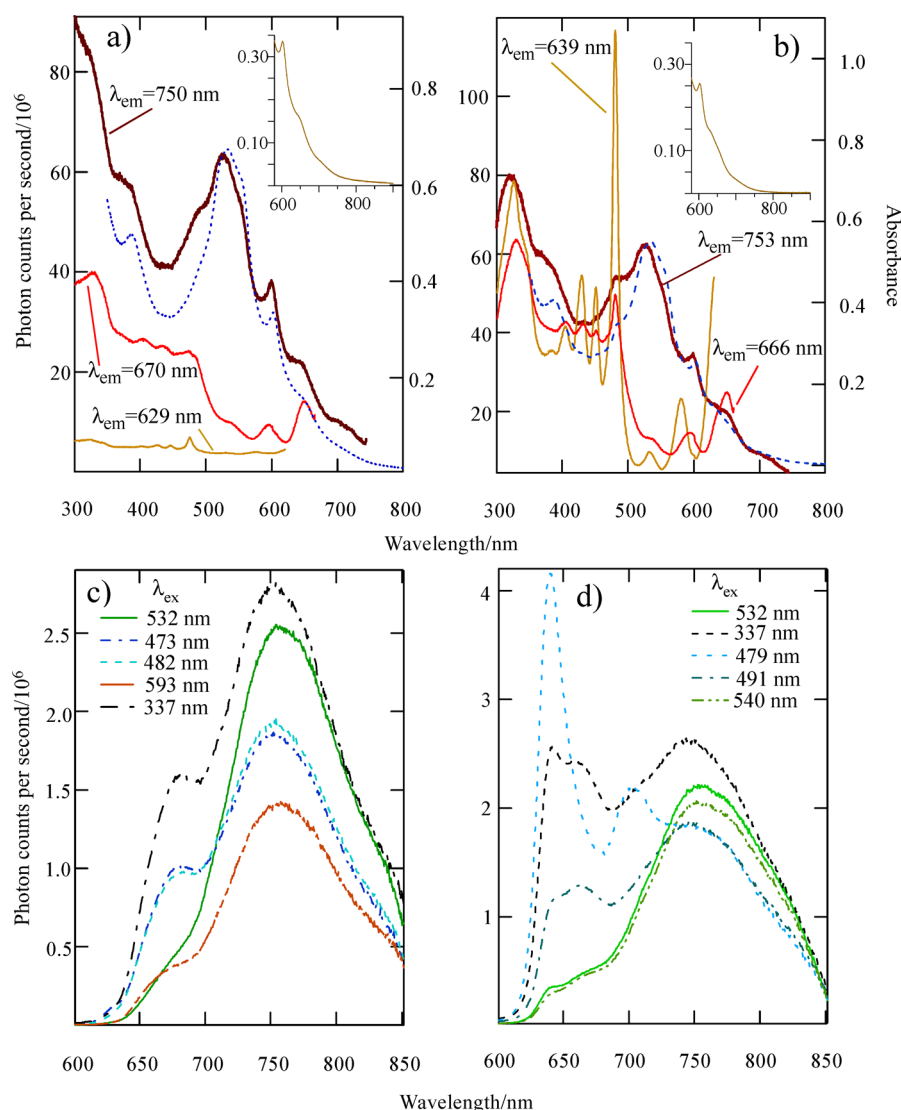 a)
λem=750 nm
λem=670 nm
λem=629 nm
80
60
40
20
0.8
0.6
0.4
0.2
0.30
0.10
600 800
300 400 500 600 700 800
b)
λem=639 nm
λem=753 nm
λem=666 nm
100
80
60
40
20
1.0
0.8
0.6
0.4
0.2
0.30
0.10
600 800
300 400 500 600 700 800
Photon counts per second/10⁶
Absorbance
Wavelength/nm
c)
λex
532 nm
473 nm
482 nm
593 nm
337 nm
2.5
2.0
1.5
1.0
0.5
600 650 700 750 800 850
d)
λex
532 nm
337 nm
479 nm
491 nm
540 nm
4
3
2
1
600 650 700 750 800 850
Photon counts per second/10⁶
Wavelength/nm